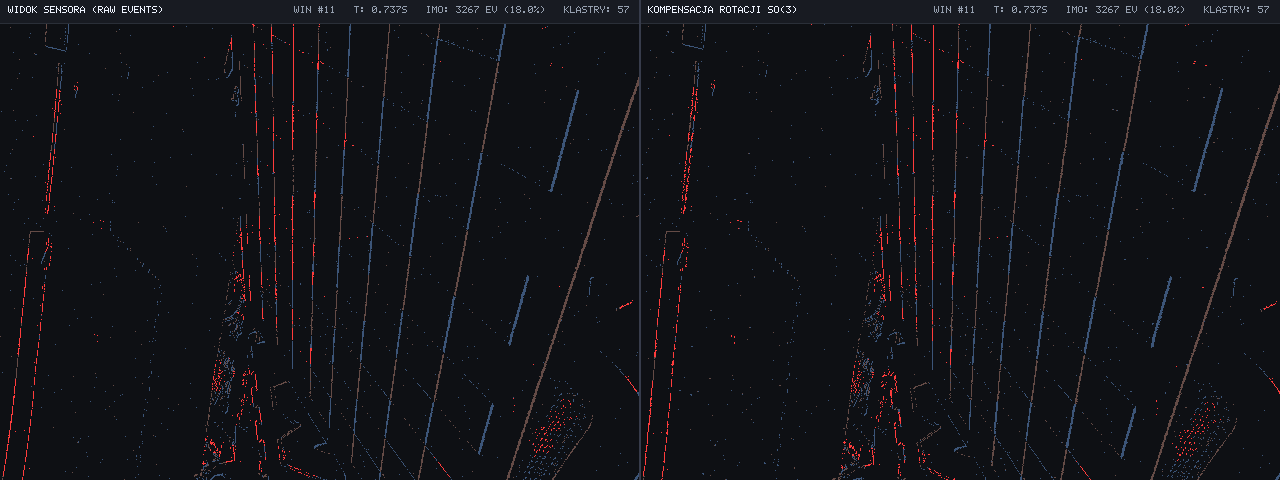 WIDOK SENSORA (RAW EVENTS) WIN #11 T: 0.737S IMO: 3267 EV (18.0%) KLASTRY: 57
KOMPENSACJA ROTACJI SO(3) WIN #11 T: 0.737S IMO: 3267 EV (18.0%) KLASTRY: 57